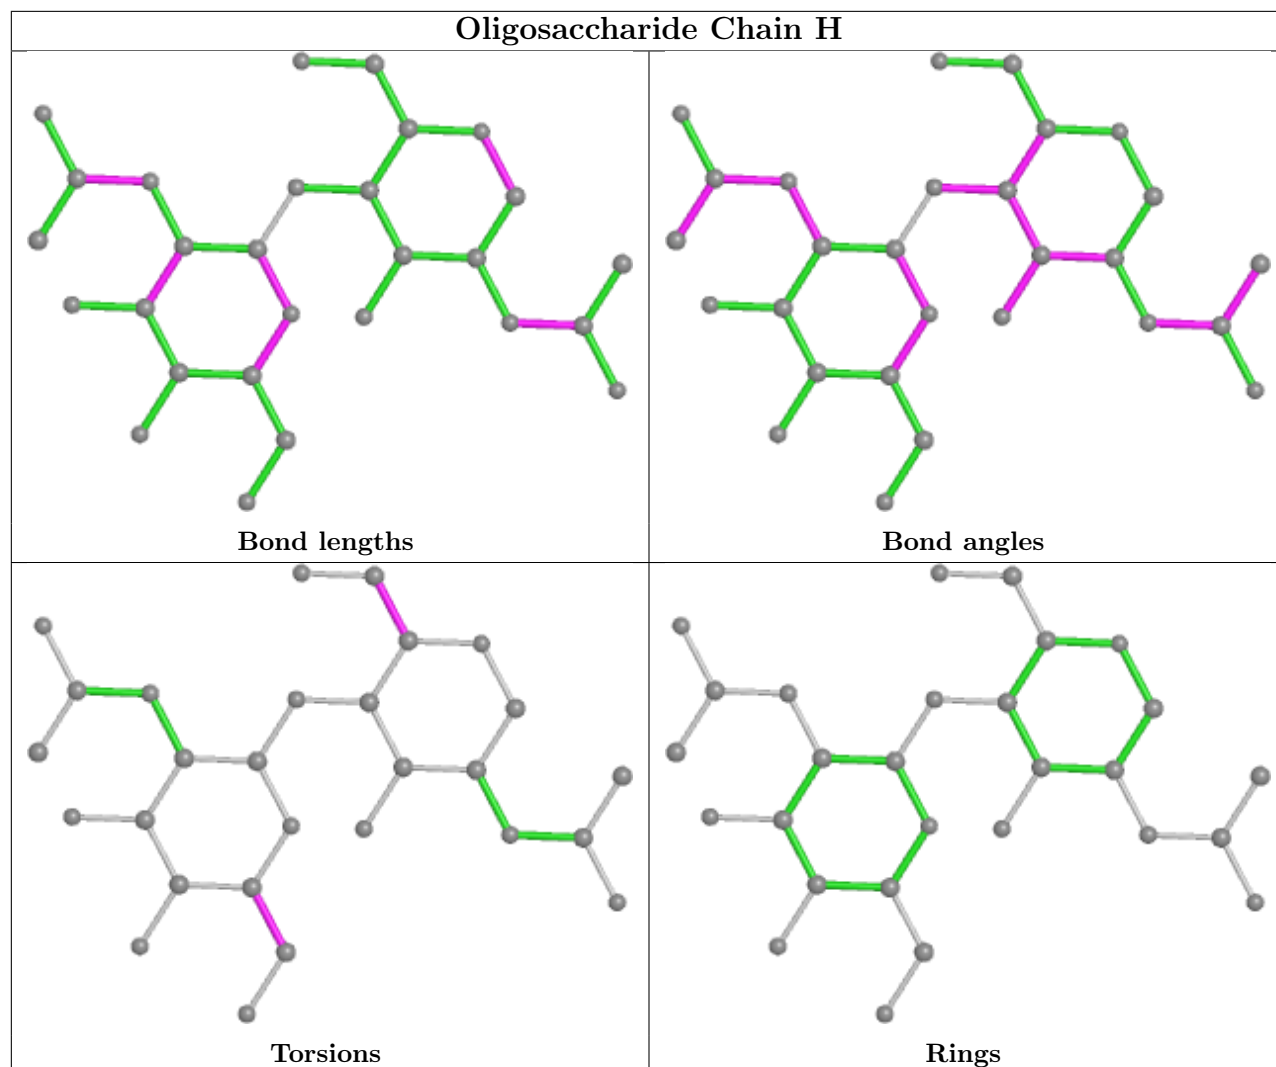 Oligosaccharide Chain H
Bond lengths
Bond angles
Torsions
Rings